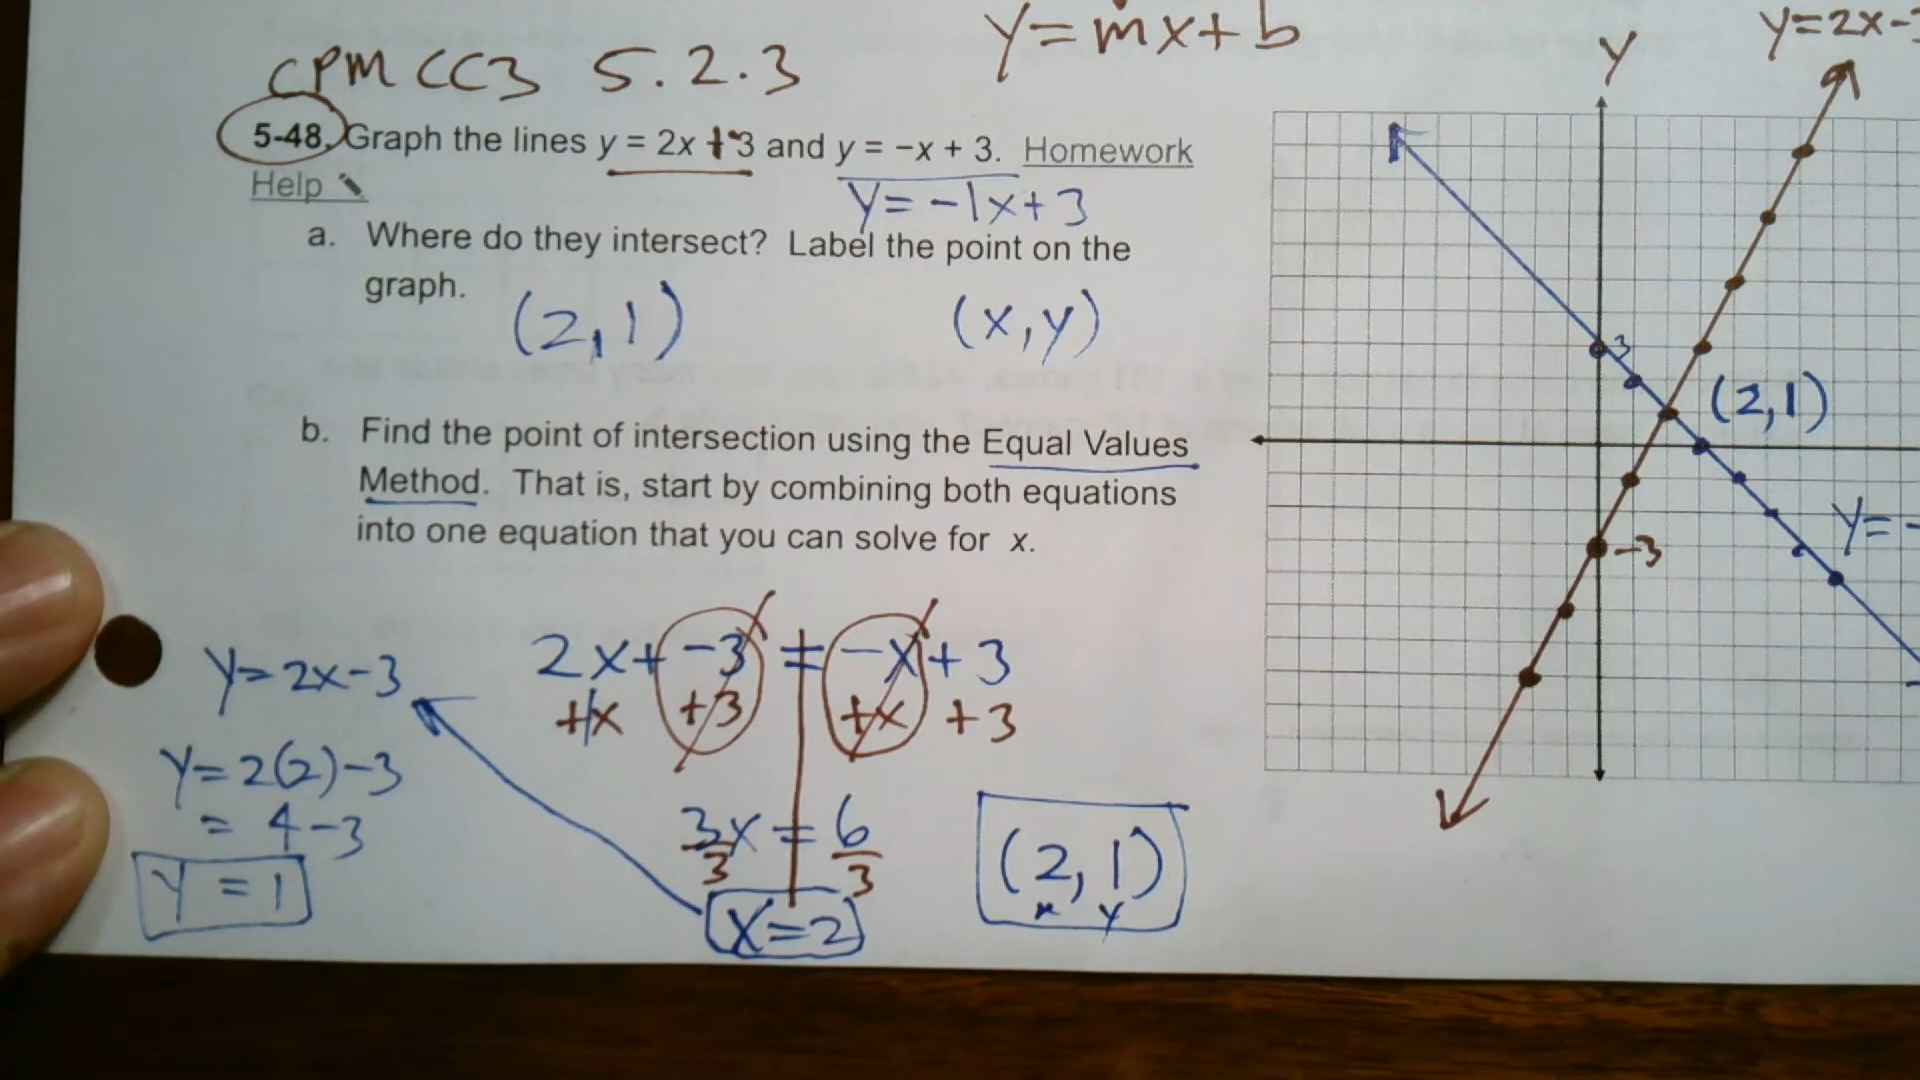 y=mx+b
y=2x-3
CPM CC3 5.2.3
y
5-48. Graph the lines y = 2x +-3 and y = −x + 3. Homework
Help
y=-1x+3
a. Where do they intersect? Label the point on the
graph.
(2,1) (x,y)
3
(2,1)
b. Find the point of intersection using the Equal Values
Method. That is, start by combining both equations
into one equation that you can solve for x.
y=-
-3
2x+-3 = -x+3
+x +3 +x +3
3x = 6
3 3
x=2
y=2x-3
y=2(2)-3
= 4-3
y=1
(2,1)
x y